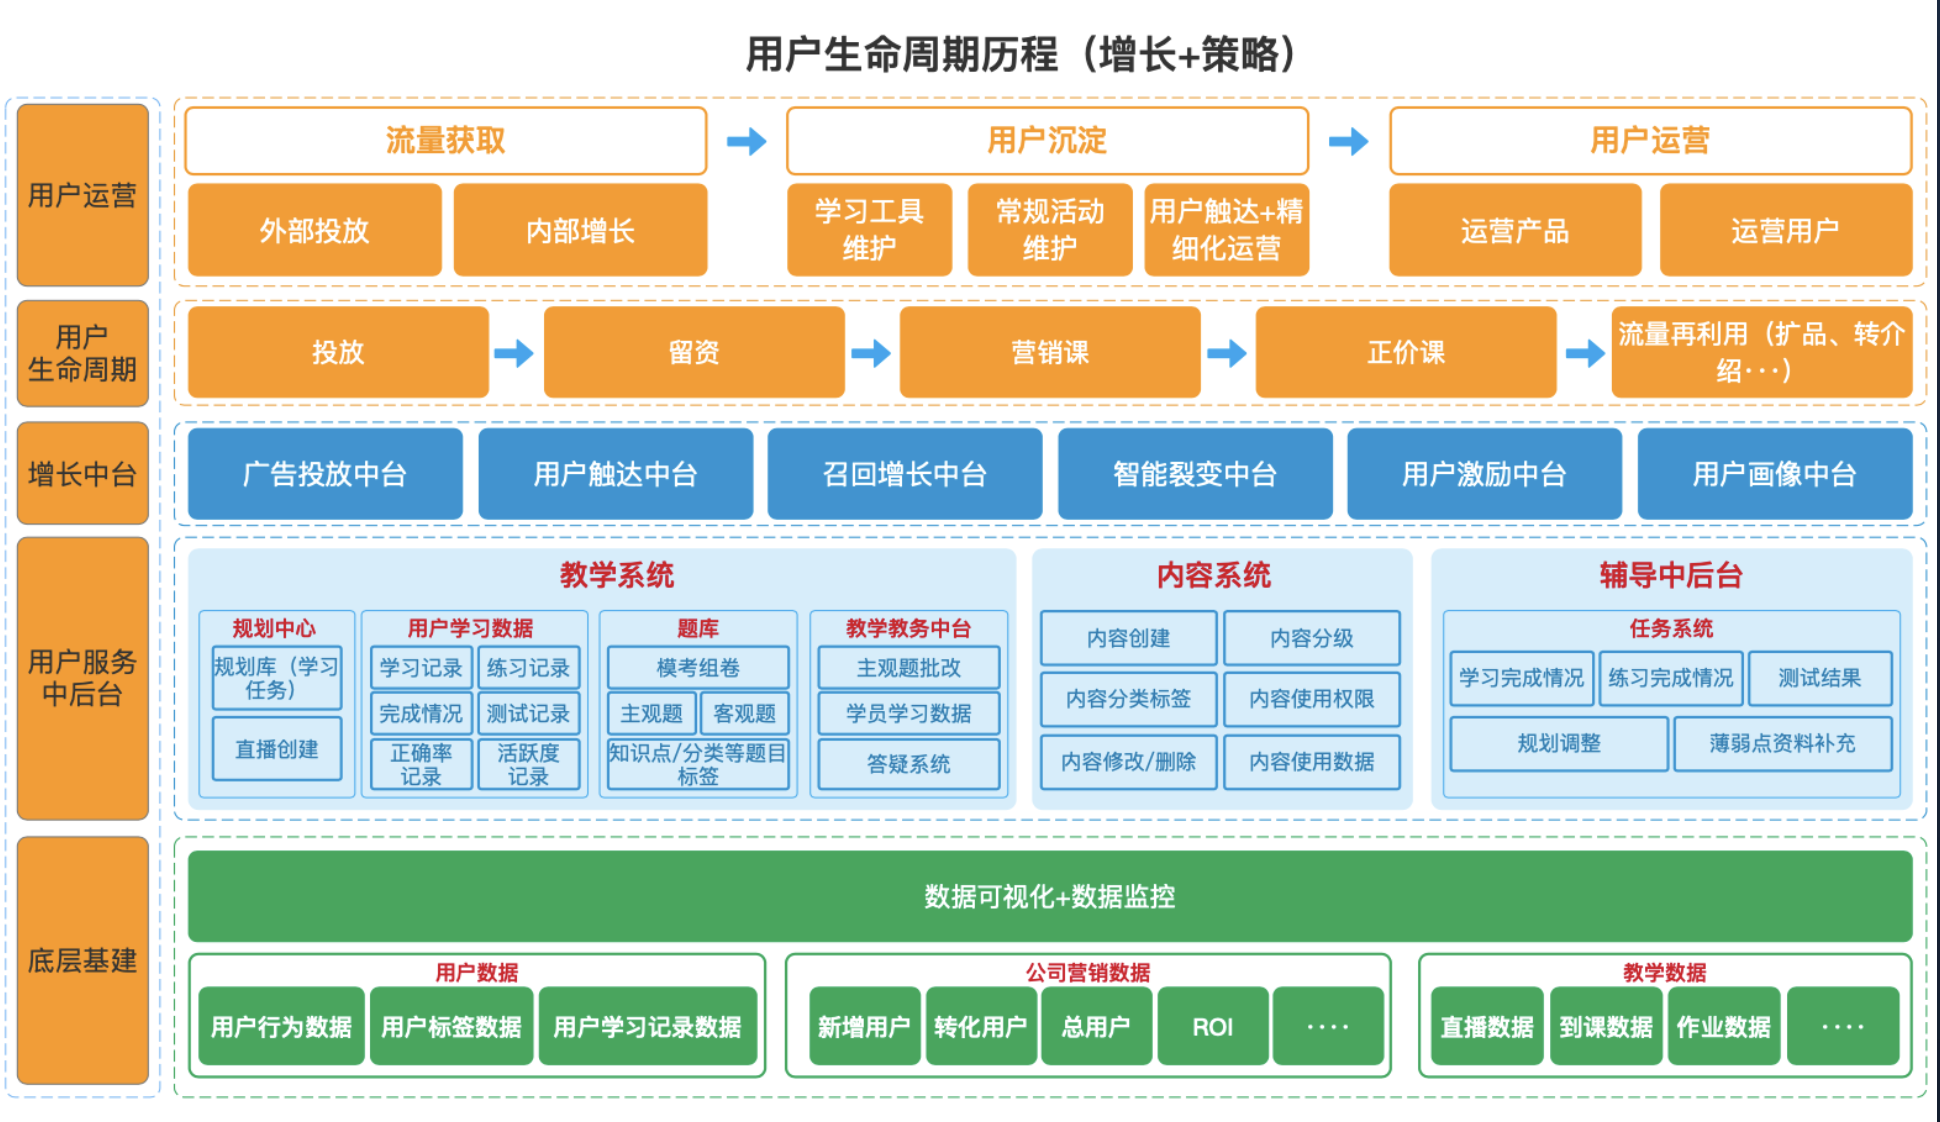 用户生命周期历程（增长+策略）
用户运营
流量获取
用户沉淀
用户运营
外部投放
内部增长
学习工具
维护
常规活动
维护
用户触达+精
细化运营
运营产品
运营用户
用户
生命周期
投放
留资
营销课
正价课
流量再利用（扩品、转介
绍···）
增长中台
广告投放中台
用户触达中台
召回增长中台
智能裂变中台
用户激励中台
用户画像中台
用户服务
中后台
教学系统
规划中心
规划库（学习
任务）
直播创建
用户学习数据
学习记录
练习记录
完成情况
测试记录
正确率
记录
活跃度
记录
题库
模考组卷
主观题
客观题
知识点/分类等题目
标签
教学教务中台
主观题批改
学员学习数据
答疑系统
内容系统
内容创建
内容分级
内容分类标签
内容使用权限
内容修改/删除
内容使用数据
辅导中后台
任务系统
学习完成情况
练习完成情况
测试结果
规划调整
薄弱点资料补充
底层基建
数据可视化+数据监控
用户数据
用户行为数据
用户标签数据
用户学习记录数据
公司营销数据
新增用户
转化用户
总用户
ROI
····
教学数据
直播数据
到课数据
作业数据
····